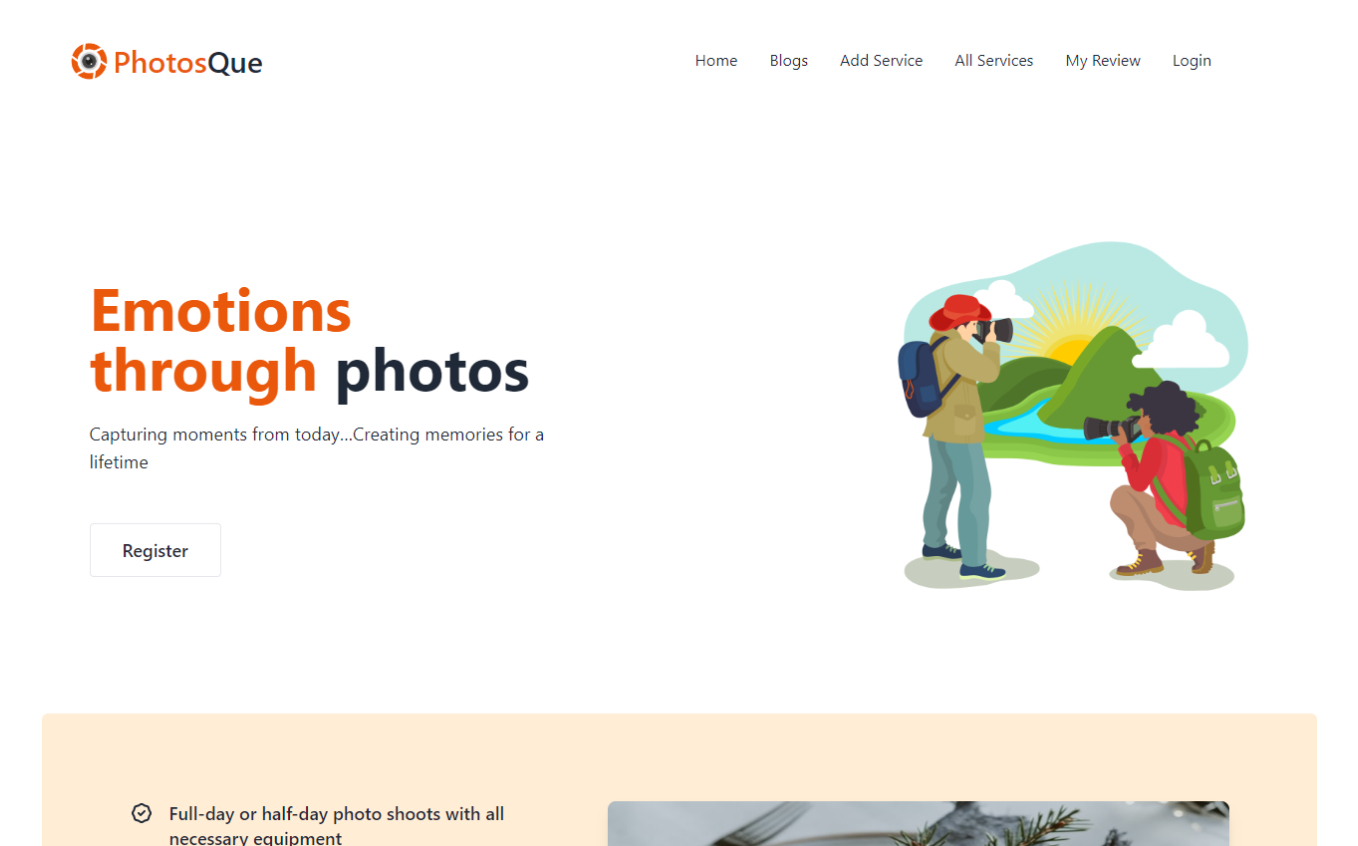 PhotosQue
Home
Blogs
Add Service
All Services
My Review
Login
Emotions
through photos
Capturing moments from today...Creating memories for a
lifetime
Register
Full-day or half-day photo shoots with all
necessary equipment